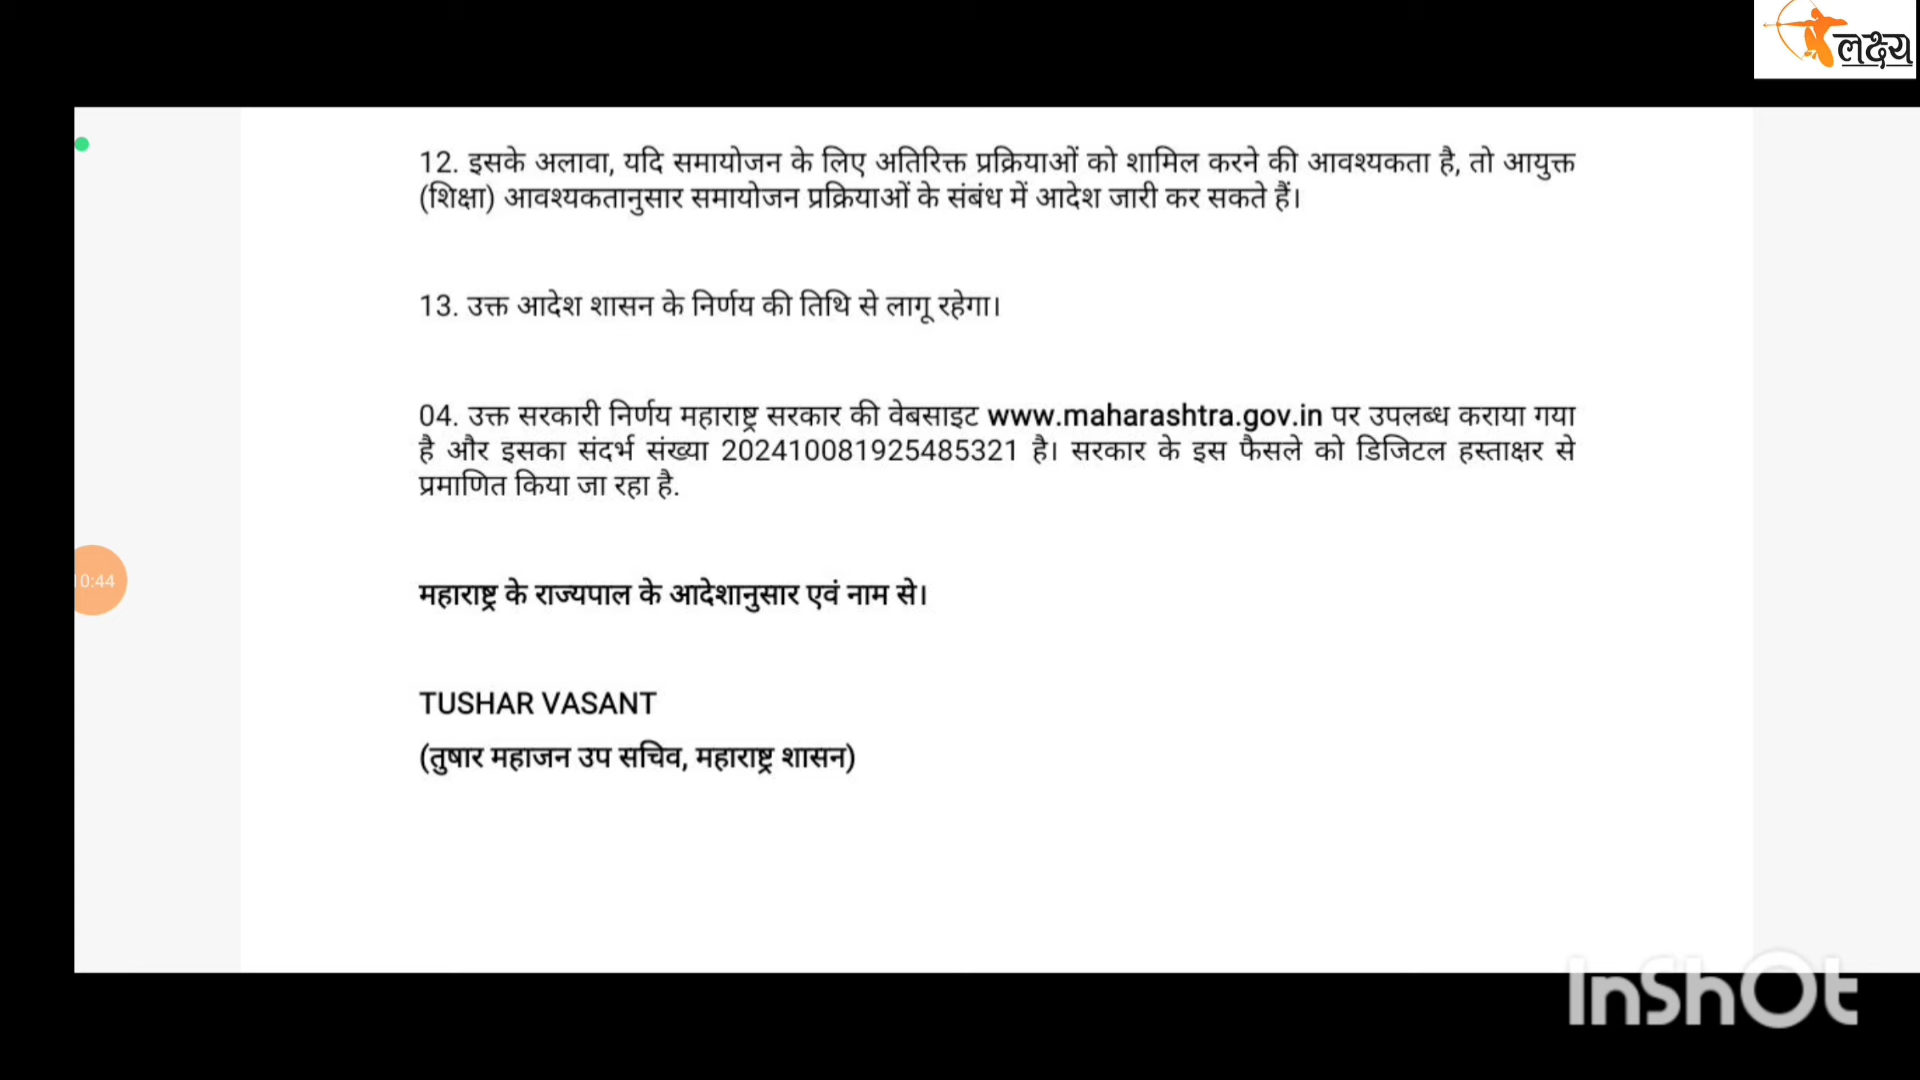 लक्ष्य
12. इसके अलावा, यदि समायोजन के लिए अतिरिक्त प्रक्रियाओं को शामिल करने की आवश्यकता है, तो आयुक्त
(शिक्षा) आवश्यकतानुसार समायोजन प्रक्रियाओं के संबंध में आदेश जारी कर सकते हैं।
13. उक्त आदेश शासन के निर्णय की तिथि से लागू रहेगा।
04. उक्त सरकारी निर्णय महाराष्ट्र सरकार की वेबसाइट www.maharashtra.gov.in पर उपलब्ध कराया गया
है और इसका संदर्भ संख्या 202410081925485321 है। सरकार के इस फैसले को डिजिटल हस्ताक्षर से
प्रमाणित किया जा रहा है.
10:44
महाराष्ट्र के राज्यपाल के आदेशानुसार एवं नाम से।
TUSHAR VASANT
(तुषार महाजन उप सचिव, महाराष्ट्र शासन)
InShOt